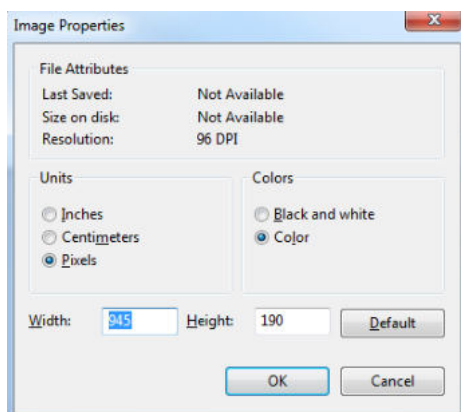 Image Properties
File Attributes
Last Saved: Not Available
Size on disk: Not Available
Resolution: 96 DPI
Units
Colors
Inches
Black and white
Centimeters
Color
Pixels
Width: 945 Height: 190 Default
OK Cancel